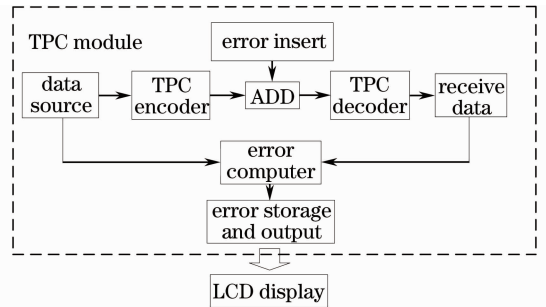 TPC module
error insert
data
source
TPC
encoder
ADD
TPC
decoder
receive
data
error
computer
error storage
and output
LCD display